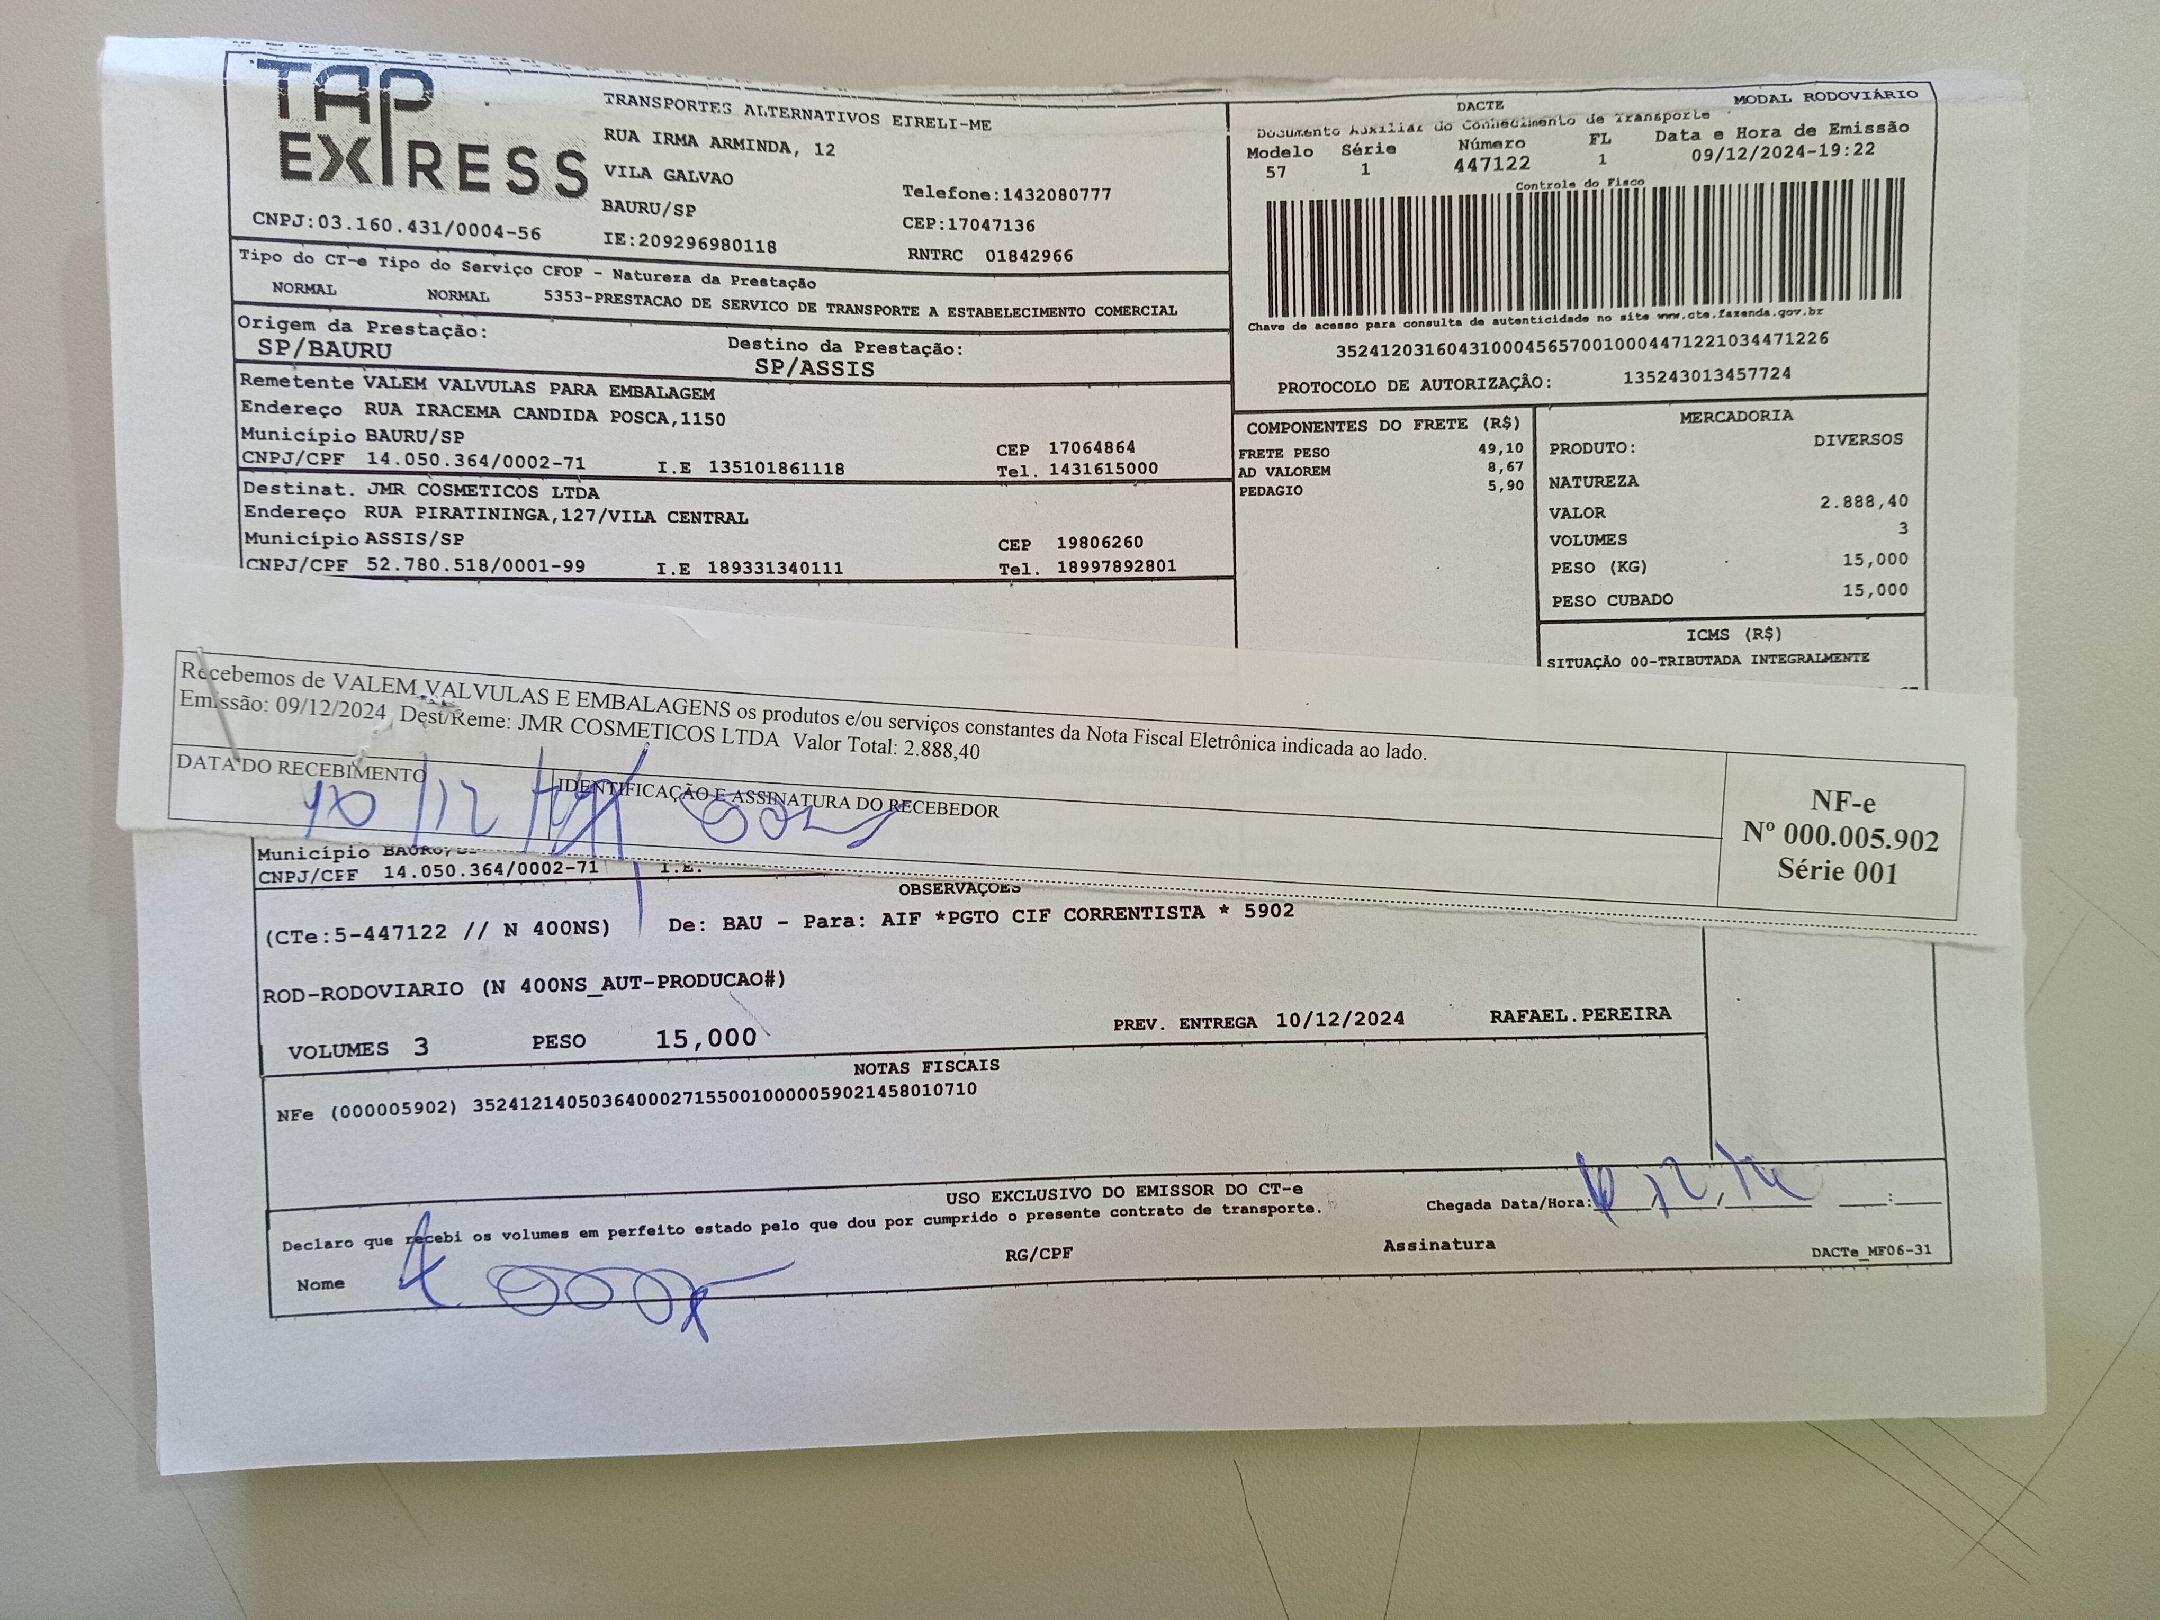 TAP EXPRESS
TRANSPORTES ALTERNATIVOS EIRELI-ME
RUA IRMA ARMINDA, 12
VILA GALVAO
BAURU/SP
Telefone:1432080777
CEP:17047136
CNPJ:03.160.431/0004-56
IE:209296980118
RNTRC 01842966
DACTE
MODAL RODOVIÁRIO
Documento Auxiliar do Conhecimento de Transporte
Modelo Série Número FL Data e Hora de Emissão
57 1 447122 1 09/12/2024-19:22
Controle do Fisco
Chave de acesso para consulta de autenticidade no site www.cte.fazenda.gov.br
35241203160431000456570010004471221034471226
PROTOCOLO DE AUTORIZAÇÃO: 135243013457724
Tipo do CT-e Tipo do Serviço CFOP - Natureza da Prestação
NORMAL NORMAL 5353-PRESTACAO DE SERVICO DE TRANSPORTE A ESTABELECIMENTO COMERCIAL
Origem da Prestação:
SP/BAURU
Destino da Prestação:
SP/ASSIS
Remetente VALEM VALVULAS PARA EMBALAGEM
Endereço RUA IRACEMA CANDIDA POSCA,1150
Município BAURU/SP CEP 17064864
CNPJ/CPF 14.050.364/0002-71 I.E 135101861118 Tel. 1431615000
Destinat. JMR COSMETICOS LTDA
Endereço RUA PIRATININGA,127/VILA CENTRAL
Município ASSIS/SP CEP 19806260
CNPJ/CPF 52.780.518/0001-99 I.E 189331340111 Tel. 18997892801
COMPONENTES DO FRETE (R$)
FRETE PESO 49,10
AD VALOREM 8,67
PEDAGIO 5,90
MERCADORIA
PRODUTO: DIVERSOS
NATUREZA
VALOR 2.888,40
VOLUMES 3
PESO (KG) 15,000
PESO CUBADO 15,000
ICMS (R$)
SITUAÇÃO 00-TRIBUTADA INTEGRALMENTE
Recebemos de VALEM VALVULAS E EMBALAGENS os produtos e/ou serviços constantes da Nota Fiscal Eletrônica indicada ao lado.
Emissão: 09/12/2024 Dest/Reme: JMR COSMETICOS LTDA Valor Total: 2.888,40
DATA DO RECEBIMENTO
IDENTIFICAÇÃO E ASSINATURA DO RECEBEDOR
10/12/
NF-e
Nº 000.005.902
Série 001
Município BAURU/
CNPJ/CPF 14.050.364/0002-71 I.E.
OBSERVAÇOES
(CTe:5-447122 // N 400NS) De: BAU - Para: AIF *PGTO CIF CORRENTISTA * 5902
ROD-RODOVIARIO (N 400NS_AUT-PRODUCAO#)
VOLUMES 3 PESO 15,000 PREV. ENTREGA 10/12/2024 RAFAEL.PEREIRA
NOTAS FISCAIS
NFe (000005902) 35241214050364000271550010000059021458010710
USO EXCLUSIVO DO EMISSOR DO CT-e
Declaro que recebi os volumes em perfeito estado pelo que dou por cumprido o presente contrato de transporte.
Chegada Data/Hora:
Nome
RG/CPF
Assinatura
DACTe_MF06-31